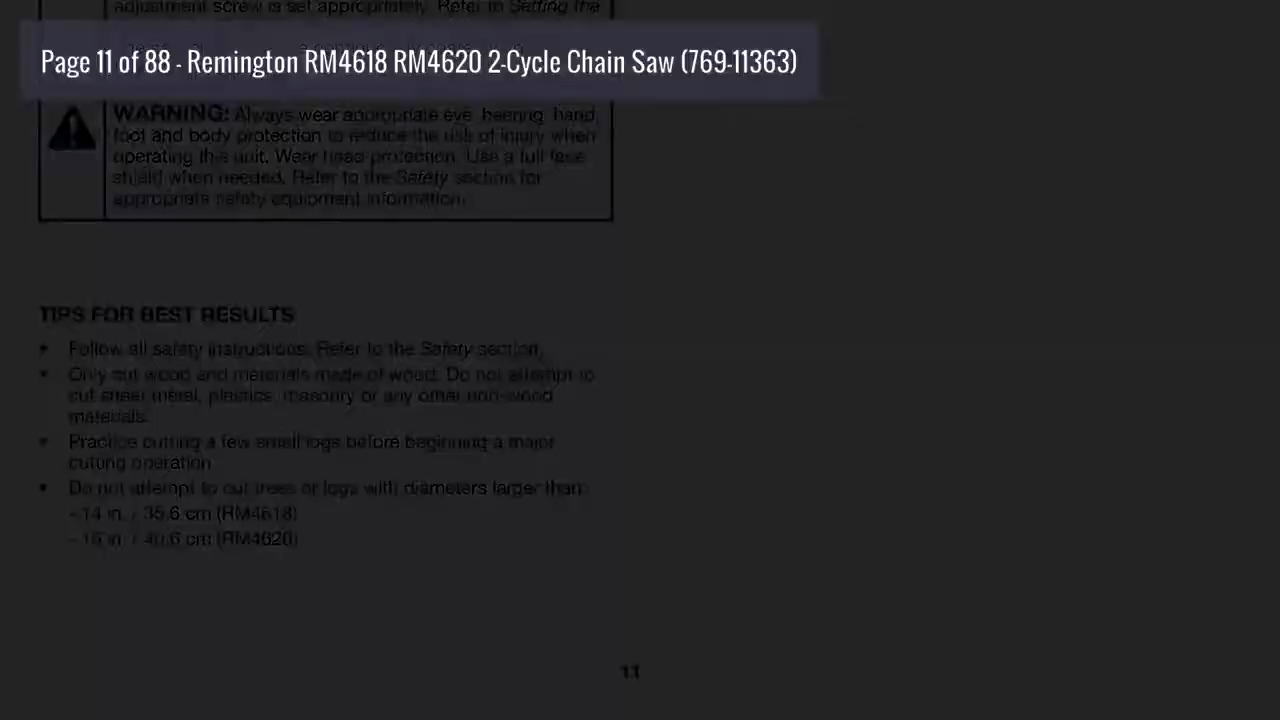 adjustment screw is set appropriately. Refer to Setting the
Page 11 of 88 - Remington RM4618 RM4620 2-Cycle Chain Saw (769-11363)
WARNING: Always wear appropriate eye, hearing, hand,
foot and body protection to reduce the risk of injury when
operating this unit. Wear head protection. Use a full face
shield when needed. Refer to the Safety section for
appropriate safety equipment information.
TIPS FOR BEST RESULTS
• Follow all safety instructions. Refer to the Safety section.
• Only cut wood and materials made of wood. Do not attempt to
cut sheet metal, plastics, masonry or any other non-wood
materials.
• Practice cutting a few small logs before beginning a major
cutting operation.
• Do not attempt to cut trees or logs with diameters larger than:
- 14 in. / 35.6 cm (RM4618)
- 16 in. / 40.6 cm (RM4620)
11